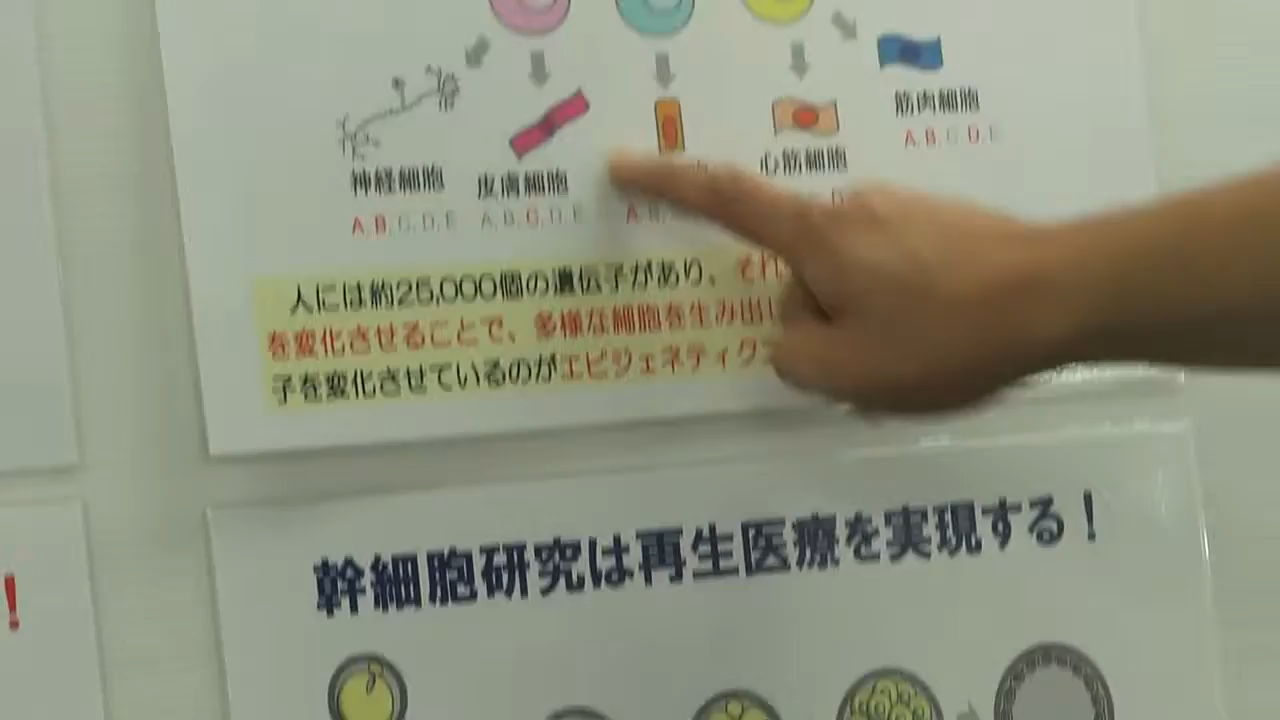 筋肉細胞
A,B,C,D,E
心筋細胞
神経細胞
皮膚細胞
A,B,C,D,E
A,B,C,D,E
A,B,
D
人には約25,000個の遺伝子があり、それ
を変化させることで、多様な細胞を生み出し
子を変化させているのがエピジェネティク
幹細胞研究は再生医療を実現する！
!